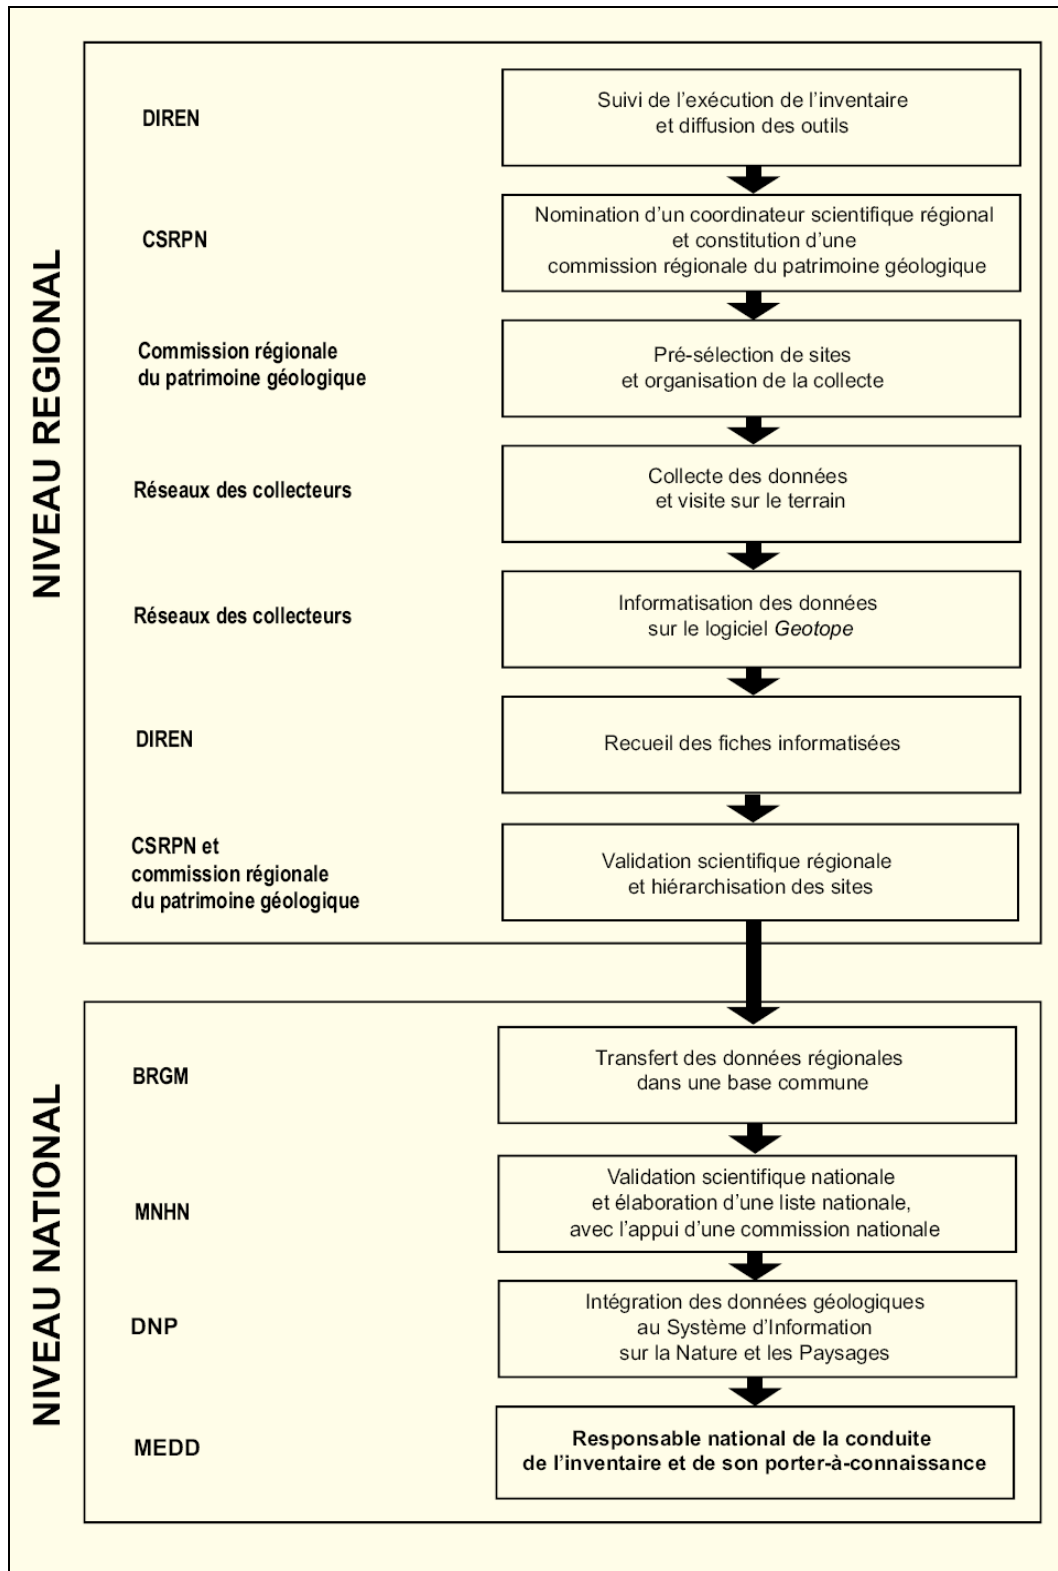 NIVEAU REGIONAL
DIREN
Suivi de l'exécution de l'inventaire
et diffusion des outils
CSRPN
Nomination d'un coordinateur scientifique régional
et constitution d'une
commission régionale du patrimoine géologique
Commission régionale
du patrimoine géologique
Pré-sélection de sites
et organisation de la collecte
Réseaux des collecteurs
Collecte des données
et visite sur le terrain
Réseaux des collecteurs
Informatisation des données
sur le logiciel Geotope
DIREN
Recueil des fiches informatisées
CSRPN et
commission régionale
du patrimoine géologique
Validation scientifique régionale
et hiérarchisation des sites
NIVEAU NATIONAL
BRGM
Transfert des données régionales
dans une base commune
MNHN
Validation scientifique nationale
et élaboration d'une liste nationale,
avec l'appui d'une commission nationale
DNP
Intégration des données géologiques
au Système d'Information
sur la Nature et les Paysages
MEDD
Responsable national de la conduite
de l'inventaire et de son porter-à-connaissance